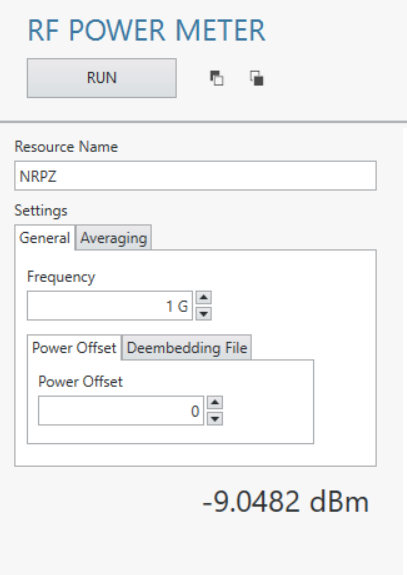 RF POWER METER
RUN
Resource Name
NRPZ
Settings
General Averaging
Frequency
1 G
Power Offset Deembedding File
Power Offset
0
-9.0482 dBm